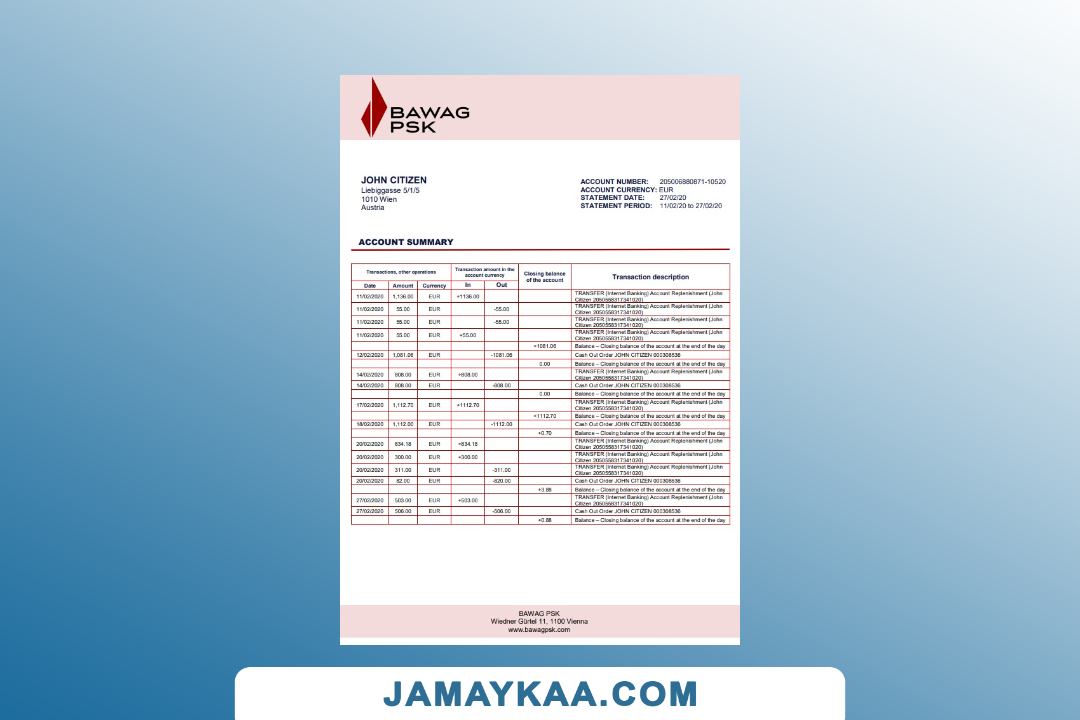 BAWAG
PSK
JOHN CITIZEN
Liebiggasse 5/1/5
1010 Wien
Austria
ACCOUNT NUMBER: 205006880871-10520
ACCOUNT CURRENCY: EUR
STATEMENT DATE: 27/02/20
STATEMENT PERIOD: 11/02/20 to 27/02/20
ACCOUNT SUMMARY
Transactions, other operations
Transaction amount in the
account currency
Closing balance
of the account
Transaction description
Date Amount Currency In Out
11/02/2020 1,136.00 EUR +1136.00 TRANSFER (Internet Banking) Account Replenishment (John
Citizen 2050558317341020)
11/02/2020 55.00 EUR -55.00 TRANSFER (Internet Banking) Account Replenishment (John
Citizen 2050558317341020)
11/02/2020 55.00 EUR -55.00 TRANSFER (Internet Banking) Account Replenishment (John
Citizen 2050558317341020)
11/02/2020 55.00 EUR +55.00 TRANSFER (Internet Banking) Account Replenishment (John
Citizen 2050558317341020)
+1081.06 Balance – Closing balance of the account at the end of the day
12/02/2020 1,081.06 EUR -1081.06 Cash Out Order JOHN CITIZEN 000308536
0.00 Balance – Closing balance of the account at the end of the day
14/02/2020 808.00 EUR +808.00 TRANSFER (Internet Banking) Account Replenishment (John
Citizen 2050558317341020)
14/02/2020 808.00 EUR -808.00 Cash Out Order JOHN CITIZEN 000308536
0.00 Balance – Closing balance of the account at the end of the day
17/02/2020 1,112.70 EUR +1112.70 TRANSFER (Internet Banking) Account Replenishment (John
Citizen 2050558317341020)
+1112.70 Balance – Closing balance of the account at the end of the day
18/02/2020 1,112.00 EUR -1112.00 Cash Out Order JOHN CITIZEN 000308536
+0.70 Balance – Closing balance of the account at the end of the day
20/02/2020 834.18 EUR +834.18 TRANSFER (Internet Banking) Account Replenishment (John
Citizen 2050558317341020)
20/02/2020 300.00 EUR +300.00 TRANSFER (Internet Banking) Account Replenishment (John
Citizen 2050558317341020)
20/02/2020 311.00 EUR -311.00 TRANSFER (Internet Banking) Account Replenishment (John
Citizen 2050558317341020)
20/02/2020 82.00 EUR -820.00 Cash Out Order JOHN CITIZEN 000308536
+3.88 Balance – Closing balance of the account at the end of the day
27/02/2020 503.00 EUR +503.00 TRANSFER (Internet Banking) Account Replenishment (John
Citizen 2050558317341020)
27/02/2020 506.00 EUR -506.00 Cash Out Order JOHN CITIZEN 000308536
+0.88 Balance – Closing balance of the account at the end of the day
BAWAG PSK
Wiedner Gürtel 11, 1100 Vienna
www.bawagpsk.com
JAMAYKAA.COM